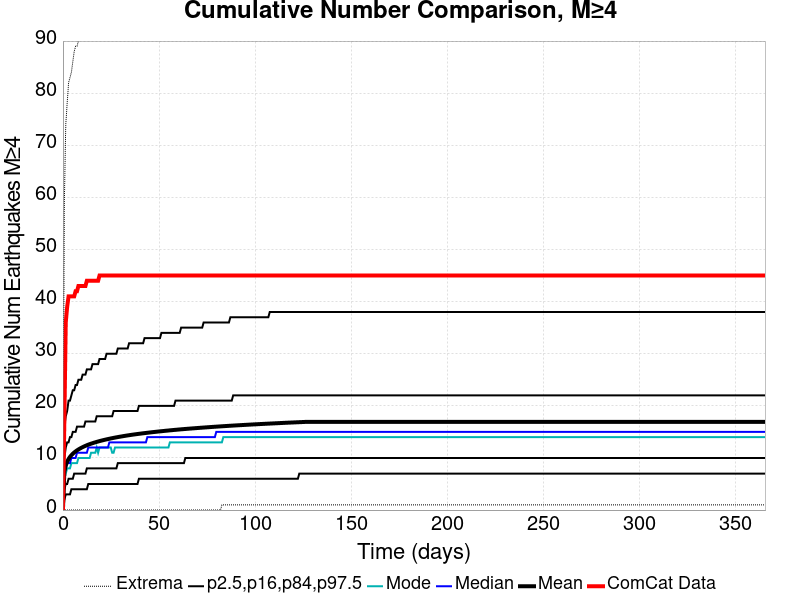 Cumulative Number Comparison, M≥4
Cumulative Num Earthquakes M≥4
90
80
70
60
50
40
30
20
10
0
0 50 100 150 200 250 300 350
Time (days)
Extrema p2.5,p16,p84,p97.5 Mode Median Mean ComCat Data